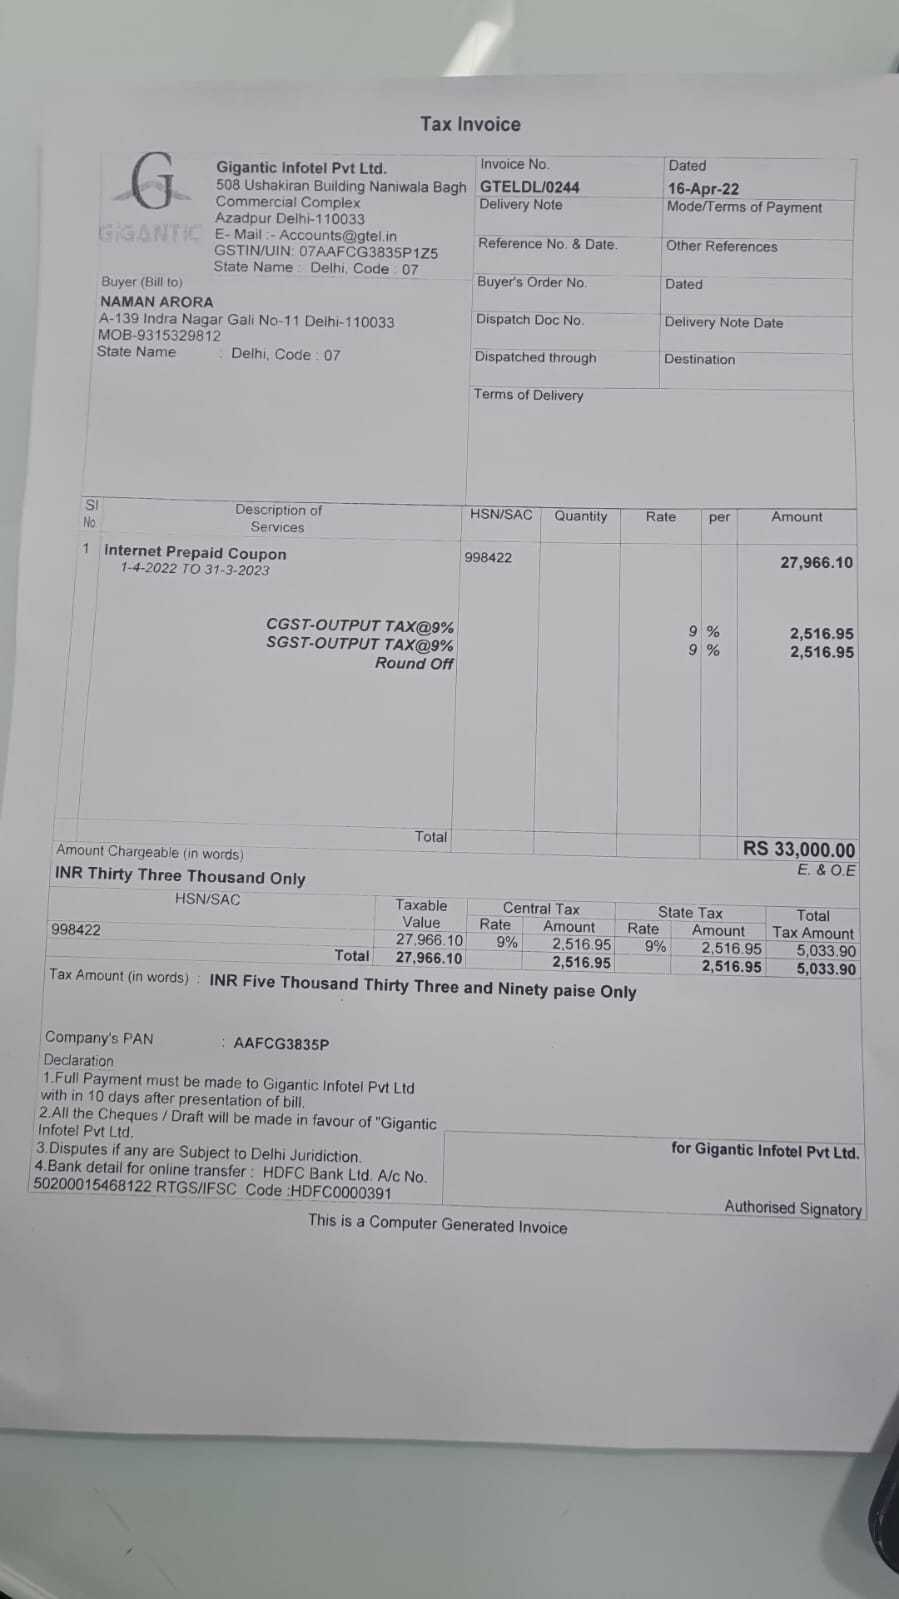 Tax Invoice
G
GIGANTIC
Gigantic Infotel Pvt Ltd.
508 Ushakiran Building Naniwala Bagh
Commercial Complex
Azadpur Delhi-110033
E- Mail :- Accounts@gtel.in
GSTIN/UIN: 07AAFCG3835P1Z5
State Name : Delhi, Code : 07
Invoice No.
GTELDL/0244
Dated
16-Apr-22
Delivery Note
Mode/Terms of Payment
Reference No. & Date.
Other References
Buyer (Bill to)
NAMAN ARORA
A-139 Indra Nagar Gali No-11 Delhi-110033
MOB-9315329812
State Name : Delhi, Code : 07
Buyer's Order No.
Dated
Dispatch Doc No.
Delivery Note Date
Dispatched through
Destination
Terms of Delivery
Sl No. Description of Services HSN/SAC Quantity Rate per Amount
1 Internet Prepaid Coupon 998422 27,966.10
1-4-2022 TO 31-3-2023
CGST-OUTPUT TAX@9% 9 % 2,516.95
SGST-OUTPUT TAX@9% 9 % 2,516.95
Round Off
Total RS 33,000.00
Amount Chargeable (in words) E. & O.E
INR Thirty Three Thousand Only
HSN/SAC Taxable Value Central Tax State Tax Total Tax Amount
Rate Amount Rate Amount
998422 27,966.10 9% 2,516.95 9% 2,516.95 5,033.90
Total 27,966.10 2,516.95 2,516.95 5,033.90
Tax Amount (in words) : INR Five Thousand Thirty Three and Ninety paise Only
Company's PAN : AAFCG3835P
Declaration
1.Full Payment must be made to Gigantic Infotel Pvt Ltd
with in 10 days after presentation of bill.
2.All the Cheques / Draft will be made in favour of "Gigantic
Infotel Pvt Ltd.
3.Disputes if any are Subject to Delhi Juridiction.
4.Bank detail for online transfer : HDFC Bank Ltd. A/c No.
50200015468122 RTGS/IFSC Code :HDFC0000391
for Gigantic Infotel Pvt Ltd.
Authorised Signatory
This is a Computer Generated Invoice